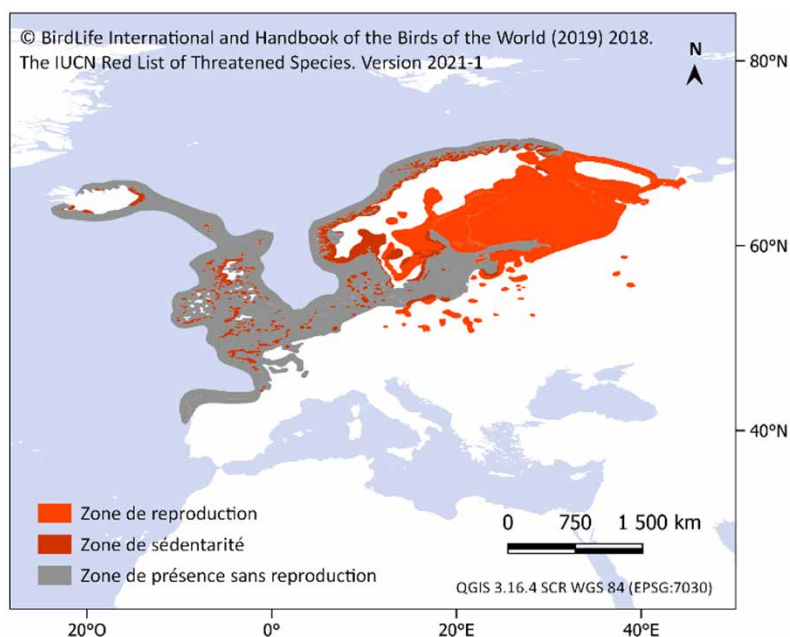 © BirdLife International and Handbook of the Birds of the World (2019) 2018.
The IUCN Red List of Threatened Species. Version 2021-1
N
80°N
60°N
40°N
Zone de reproduction
Zone de sédentarité
Zone de présence sans reproduction
0 750 1 500 km
QGIS 3.16.4 SCR WGS 84 (EPSG:7030)
20°O 0° 20°E 40°E